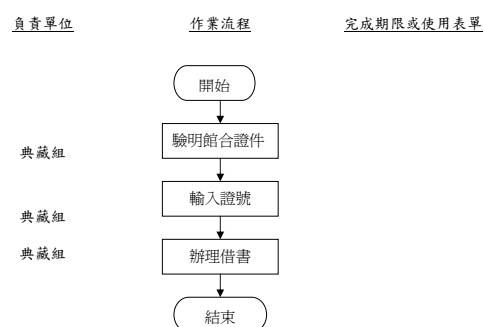 負責單位 作業流程 完成期限或使用表單
開始
驗明館合證件
典藏組
輸入證號
典藏組
典藏組 辦理借書
結束